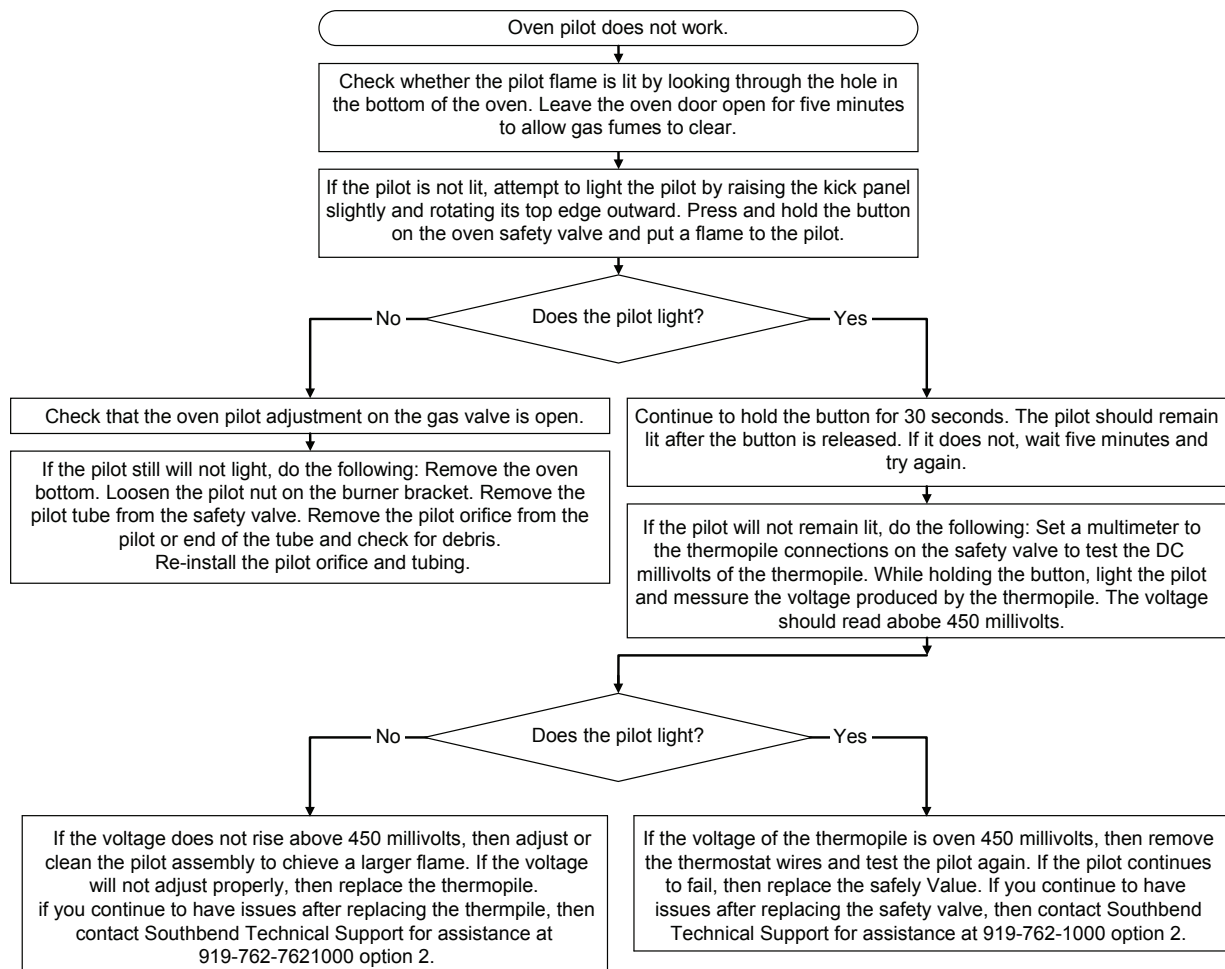 Oven pilot does not work.
Check whether the pilot flame is lit by looking through the hole in
the bottom of the oven. Leave the oven door open for five minutes
to allow gas fumes to clear.
If the pilot is not lit, attempt to light the pilot by raising the kick panel
slightly and rotating its top edge outward. Press and hold the button
on the oven safety valve and put a flame to the pilot.
Does the pilot light?
No
Yes
Check that the oven pilot adjustment on the gas valve is open.
If the pilot still will not light, do the following: Remove the oven
bottom. Loosen the pilot nut on the burner bracket. Remove the
pilot tube from the safety valve. Remove the pilot orifice from the
pilot or end of the tube and check for debris.
Re-install the pilot orifice and tubing.
Continue to hold the button for 30 seconds. The pilot should remain
lit after the button is released. If it does not, wait five minutes and
try again.
If the pilot will not remain lit, do the following: Set a multimeter to
the thermopile connections on the safety valve to test the DC
millivolts of the thermopile. While holding the button, light the pilot
and messure the voltage produced by the thermopile. The voltage
should read abobe 450 millivolts.
Does the pilot light?
No
Yes
If the voltage does not rise above 450 millivolts, then adjust or
clean the pilot assembly to chieve a larger flame. If the voltage
will not adjust properly, then replace the thermopile.
if you continue to have issues after replacing the thermpile, then
contact Southbend Technical Support for assistance at
919-762-7621000 option 2.
If the voltage of the thermopile is oven 450 millivolts, then remove
the thermostat wires and test the pilot again. If the pilot continues
to fail, then replace the safely Value. If you continue to have
issues after replacing the safety valve, then contact Southbend
Technical Support for assistance at 919-762-1000 option 2.